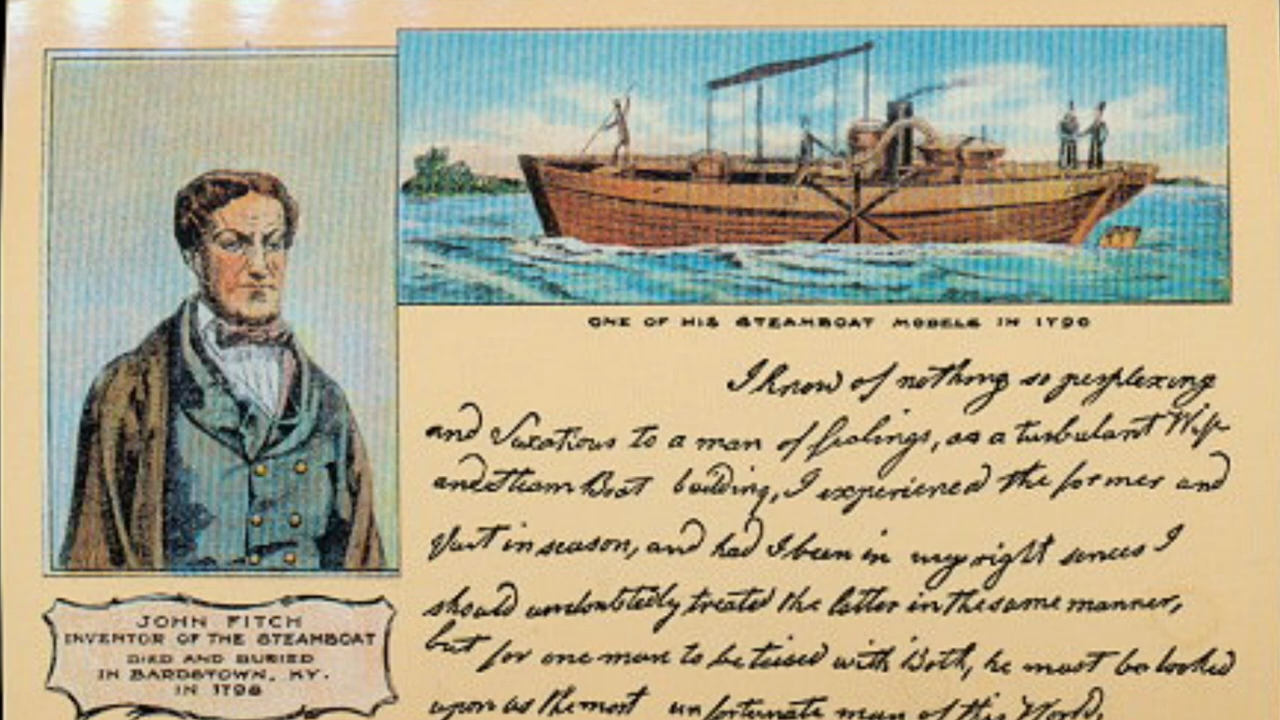 ONE OF HIS STEAMBOAT MODELS IN 1790
I know of nothing so perplexing
and Vexatious to a man of feelings, as a turbulant Wife
and Steam Boat building, I experienced the former and
quit in season, and had I been in my right sences I
should undoubtedly treated the latter in the same manner,
but for one man to be teised with Both, he must be looked
upon as the most unfortunate man of this World.
JOHN FITCH
INVENTOR OF THE STEAMBOAT
DIED AND BURIED
IN BARDSTOWN, KY.
IN 1798